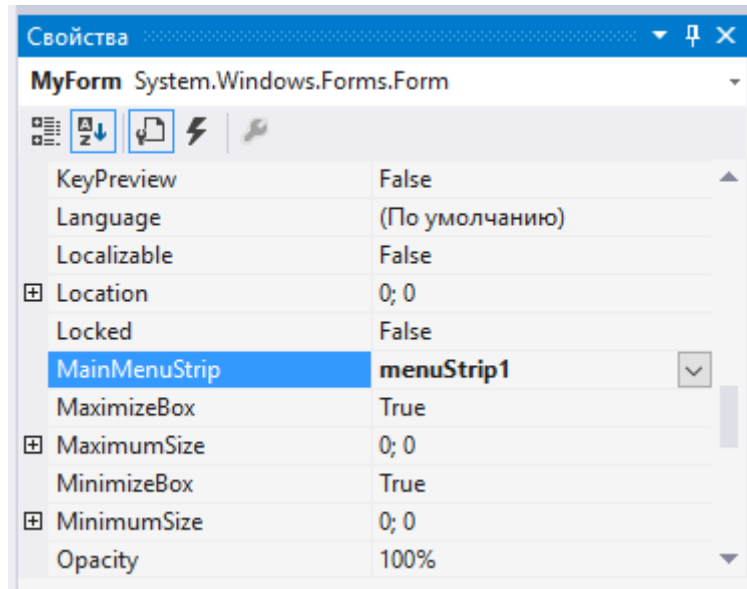 Свойства
MyForm System.Windows.Forms.Form
KeyPreview False
Language (По умолчанию)
Localizable False
Location 0; 0
Locked False
MainMenuStrip menuStrip1
MaximizeBox True
MaximumSize 0; 0
MinimizeBox True
MinimumSize 0; 0
Opacity 100%